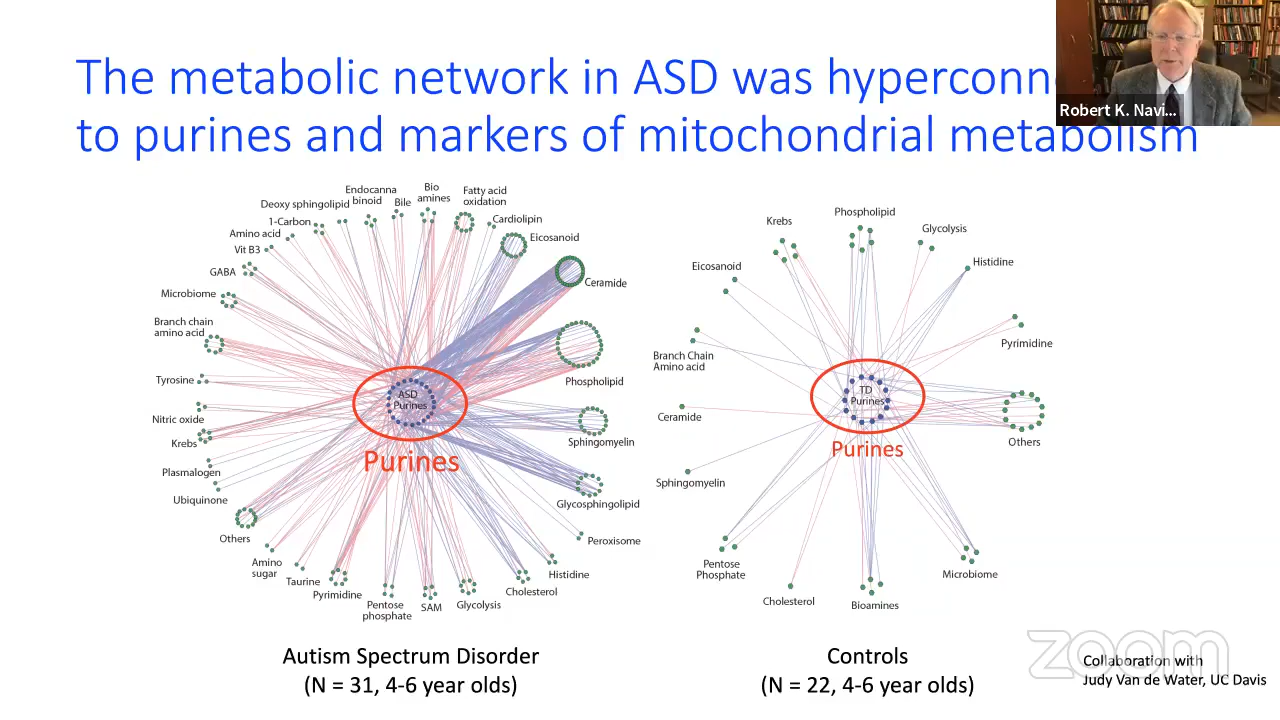 The metabolic network in ASD was
to purines and markers of mitochondrial metabolism
Robert K. Navi...
Endocanna
binoid
Bio
amines
Fatty acid
oxidation
Deoxy sphingolipid
Bile
1-Carbon
Cardiolipin
Amino acid
Eicosanoid
Vit B3
GABA
Ceramide
Microbiome
Branch chain
amino acid
Phospholipid
Tyrosine
ASD
Purines
Nitric oxide
Krebs
Sphingomyelin
Purines
Plasmalogen
Ubiquinone
Glycosphingolipid
Others
Peroxisome
Amino
sugar
Histidine
Taurine
Cholesterol
Pyrimidine
Pentose
phosphate
SAM
Glycolysis
Autism Spectrum Disorder
(N = 31, 4-6 year olds)
Phospholipid
Krebs
Glycolysis
Eicosanoid
Histidine
Pyrimidine
Branch Chain
Amino acid
TD
Purines
Ceramide
Others
Purines
Sphingomyelin
Pentose
Phosphate
Microbiome
Cholesterol
Bioamines
Controls
(N = 22, 4-6 year olds)
zoom
Collaboration with
Judy Van de Water, UC Davis